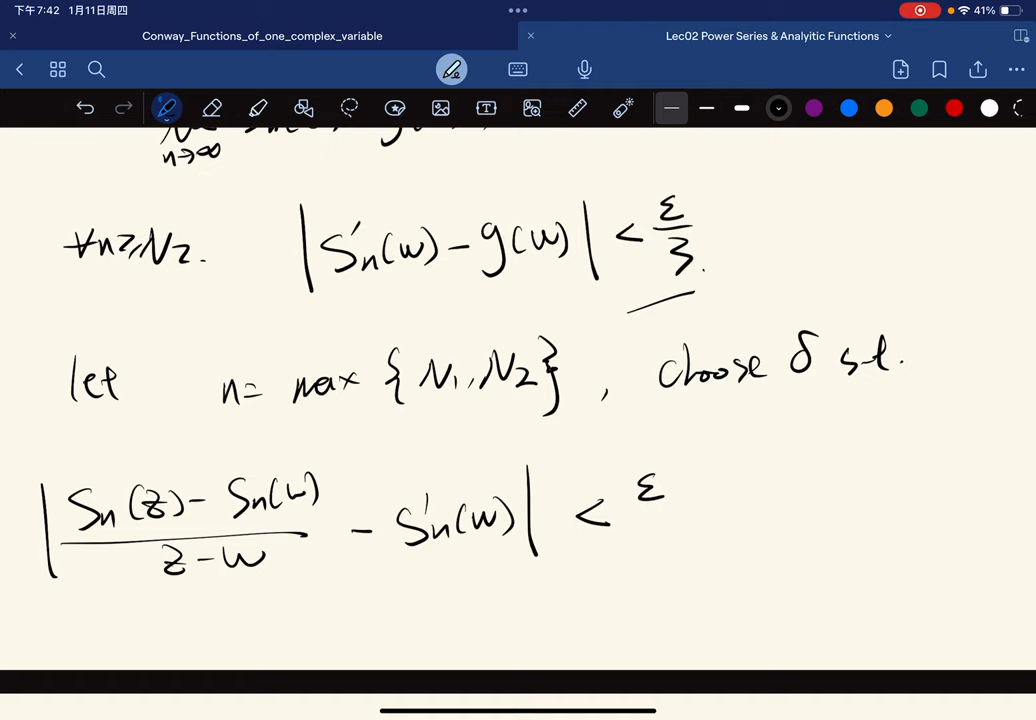 下午7:42 1月11日周四
41%
Conway_Functions_of_one_complex_variable
Lec02 Power Series & Analyitic Functions
n→∞
∀n≥N2. |S'n(w) − g(w)| < ε/3.
let n= max {N1, N2}, choose δ s.t.
|(Sn(z) − Sn(w))/(z − w) − S'n(w)| < ε